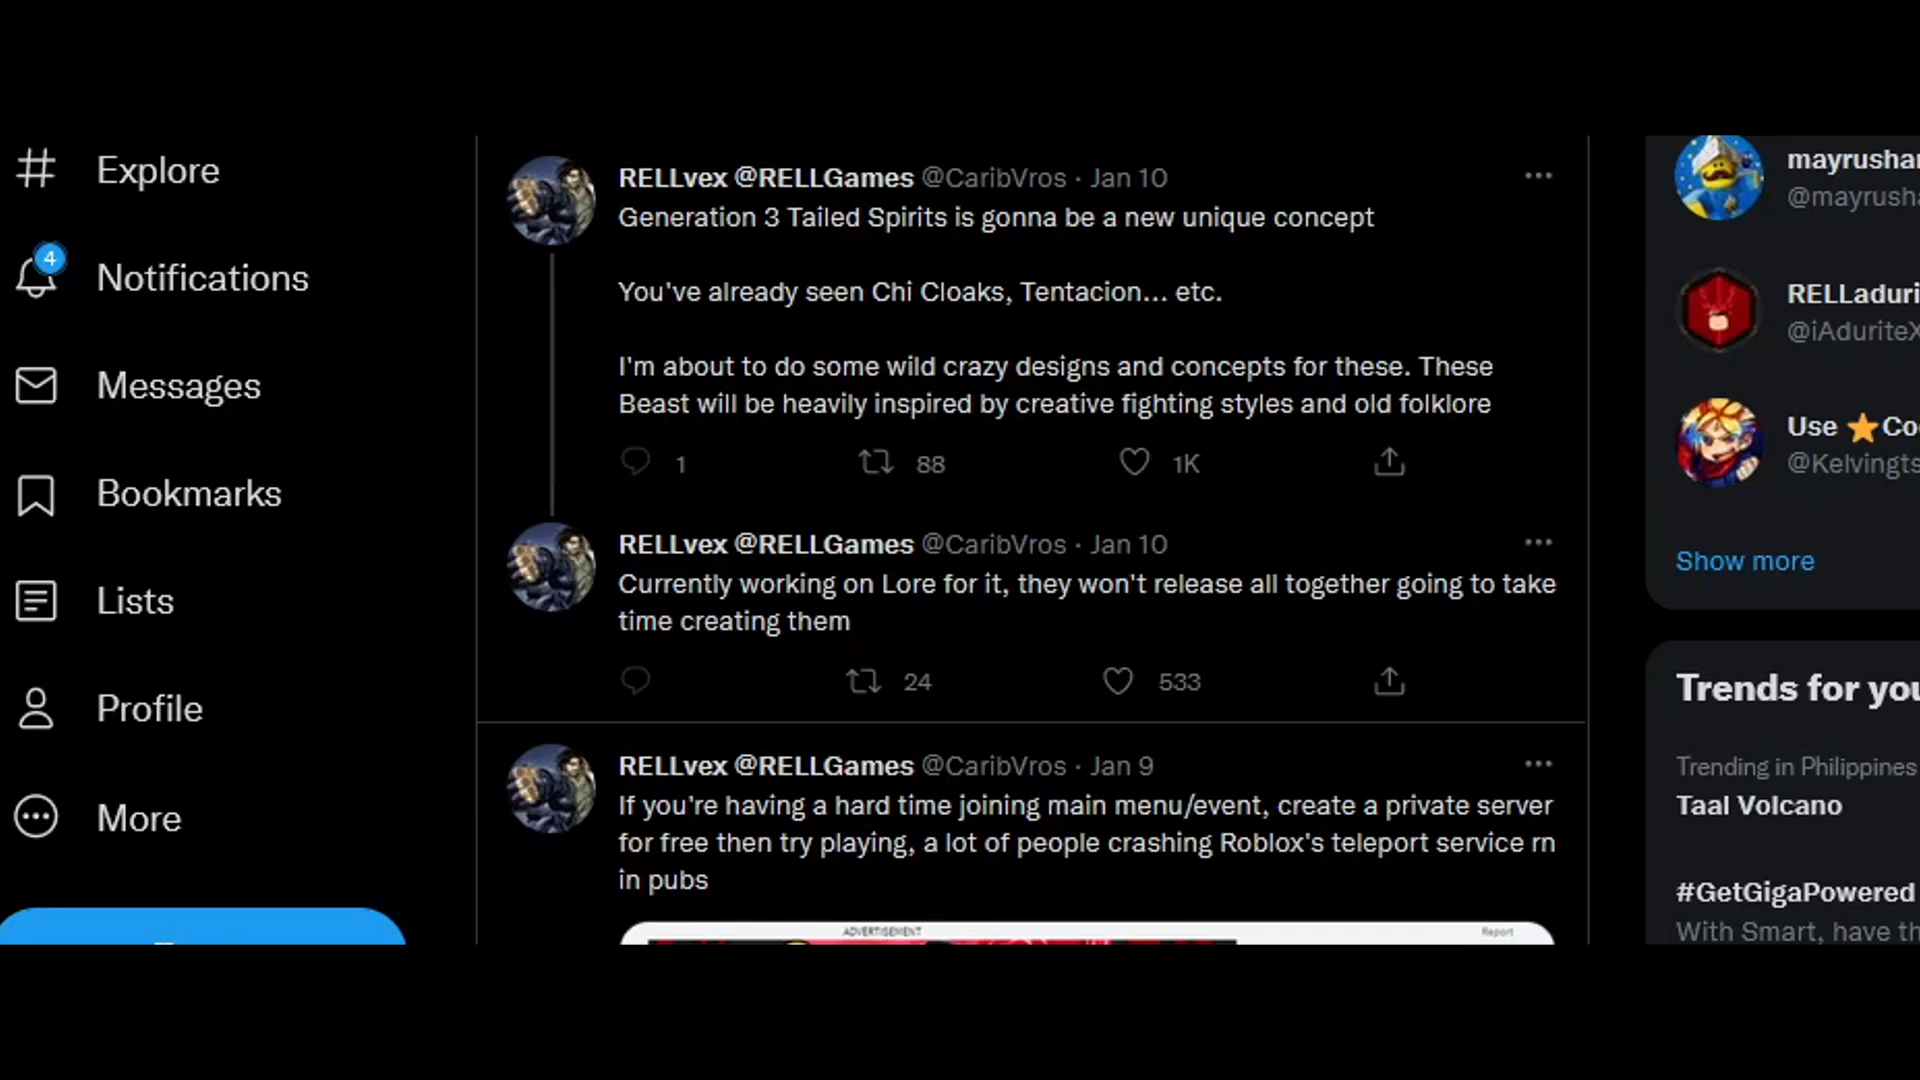 Explore
4
Notifications
Messages
Bookmarks
Lists
Profile
More
RELLvex @RELLGames @CaribVros · Jan 10
Generation 3 Tailed Spirits is gonna be a new unique concept
You've already seen Chi Cloaks, Tentacion... etc.
I'm about to do some wild crazy designs and concepts for these. These
Beast will be heavily inspired by creative fighting styles and old folklore
1 88 1K
RELLvex @RELLGames @CaribVros · Jan 10
Currently working on Lore for it, they won't release all together going to take
time creating them
24 533
RELLvex @RELLGames @CaribVros · Jan 9
If you're having a hard time joining main menu/event, create a private server
for free then try playing, a lot of people crashing Roblox's teleport service rn
in pubs
ADVERTISEMENT Report
mayrushar
@mayrusha
RELLaduri
@iAduriteX
Use ⭐Co
@Kelvingts
Show more
Trends for you
Trending in Philippines
Taal Volcano
#GetGigaPowered
With Smart, have th